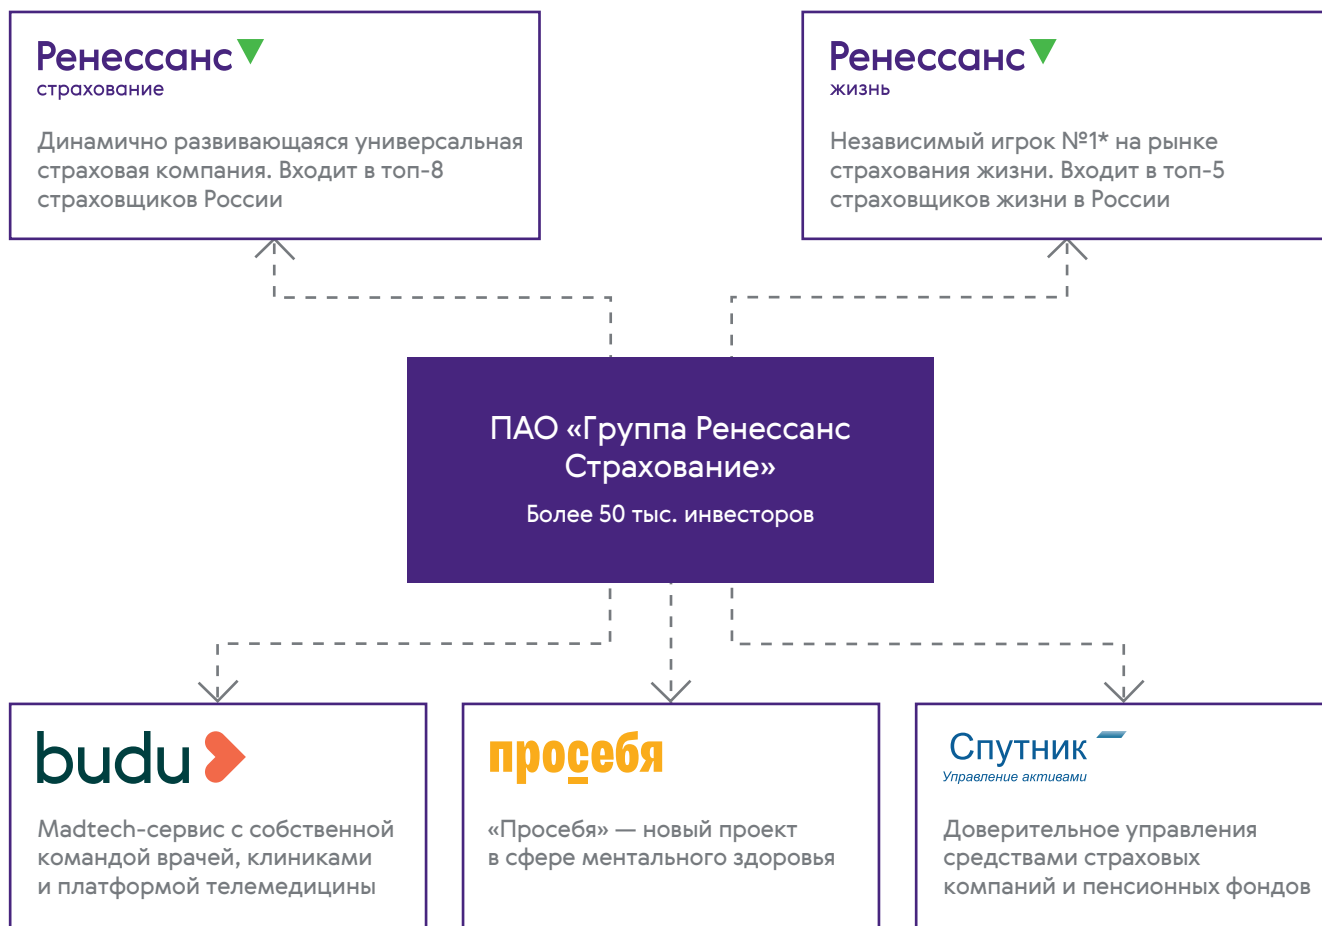 Ренессанс
страхование
Динамично развивающаяся универсальная
страховая компания. Входит в топ-8
страховщиков России
Ренессанс
жизнь
Независимый игрок №1* на рынке
страхования жизни. Входит в топ-5
страховщиков жизни в России
ПАО «Группа Ренессанс
Страхование»
Более 50 тыс. инвесторов
budu
Madtech-сервис с собственной
командой врачей, клиниками
и платформой телемедицины
просебя
«Просебя» — новый проект
в сфере ментального здоровья
Спутник
Управление активами
Доверительное управления
средствами страховых
компаний и пенсионных фондов